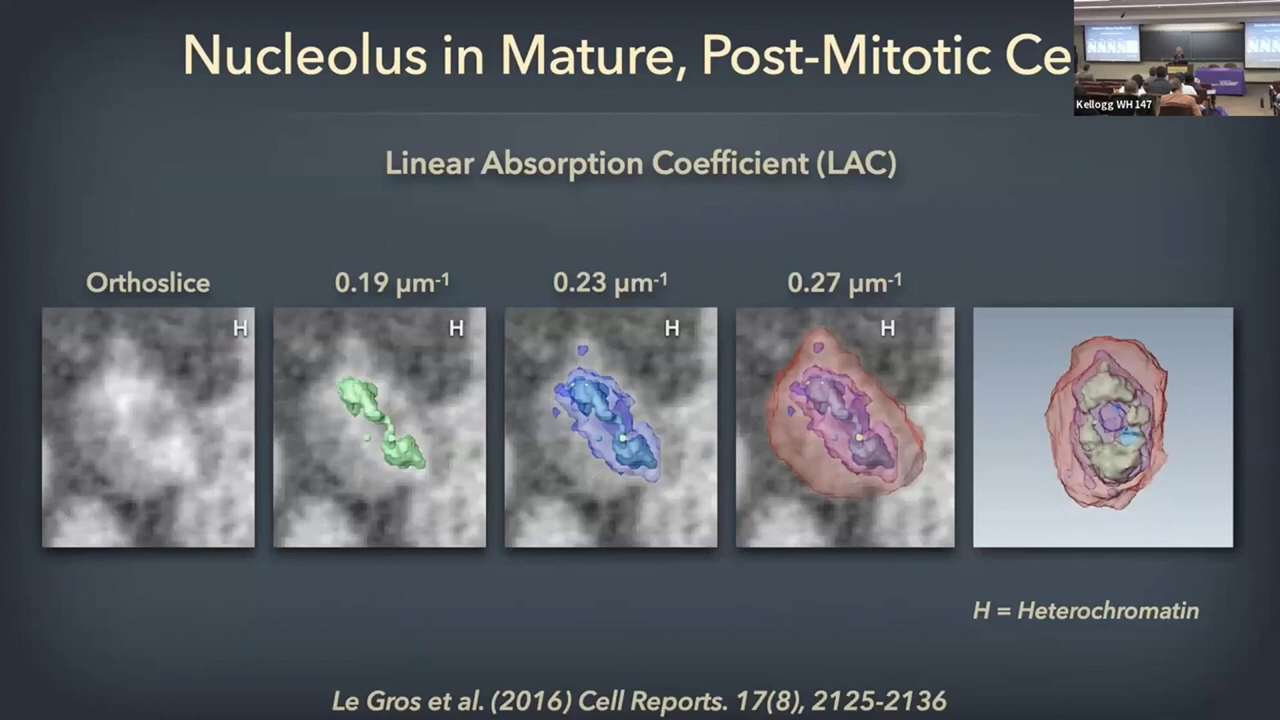 Nucleolus in Mature, Post-Mitotic Ce
Kellogg WH 147
Linear Absorption Coefficient (LAC)
Orthoslice
0.19 µm⁻¹
0.23 µm⁻¹
0.27 µm⁻¹
H
H
H
H
H = Heterochromatin
Le Gros et al. (2016) Cell Reports. 17(8), 2125-2136